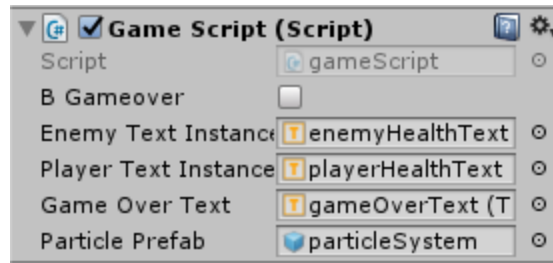 Game Script (Script)
Script gameScript
B Gameover
Enemy Text Instance enemyHealthText
Player Text Instance playerHealthText
Game Over Text gameOverText (T
Particle Prefab particleSystem